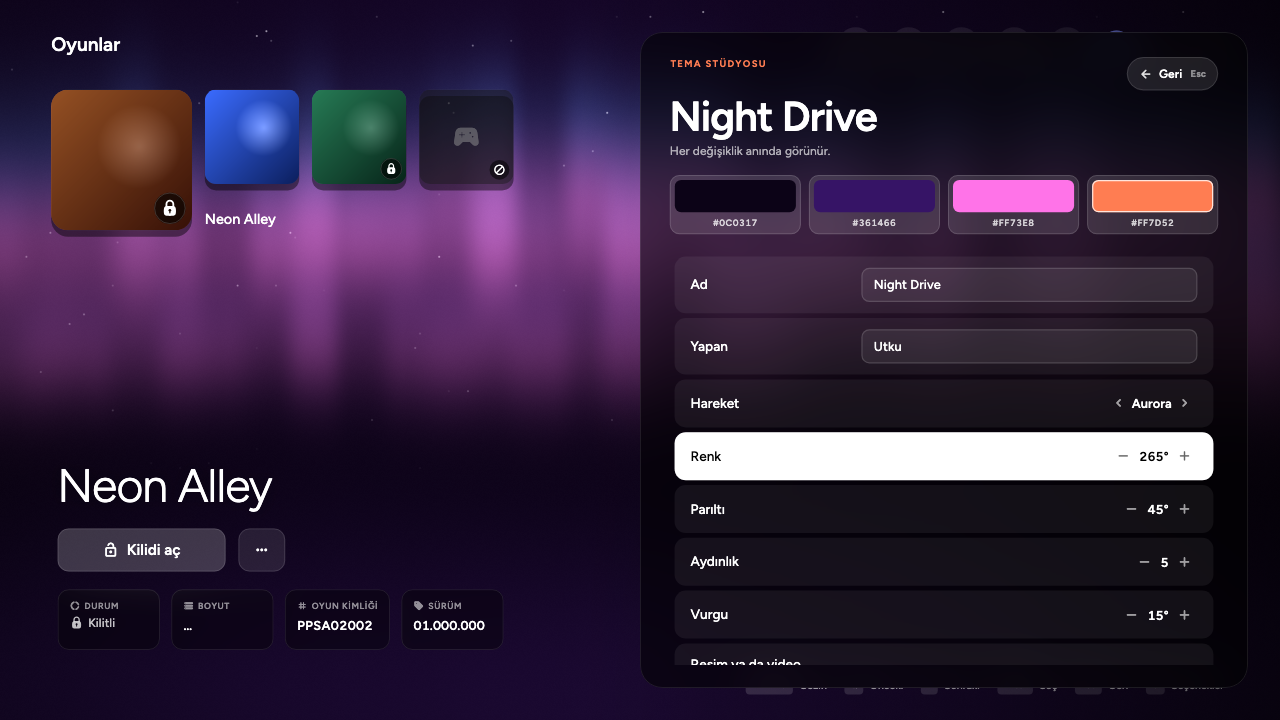 Oyunlar
Neon Alley
Neon Alley
Kilidi aç
DURUM
Kilitli
BOYUT
...
OYUN KİMLİĞİ
PPSA02002
SÜRÜM
01.000.000
TEMA STÜDYOSU
Geri Esc
Night Drive
Her değişiklik anında görünür.
#0C0317
#361466
#FF73E8
#FF7D52
Ad
Night Drive
Yapan
Utku
Hareket
Aurora
Renk
265°
Parıltı
45°
Aydınlık
5
Vurgu
15°
Resim ya da video